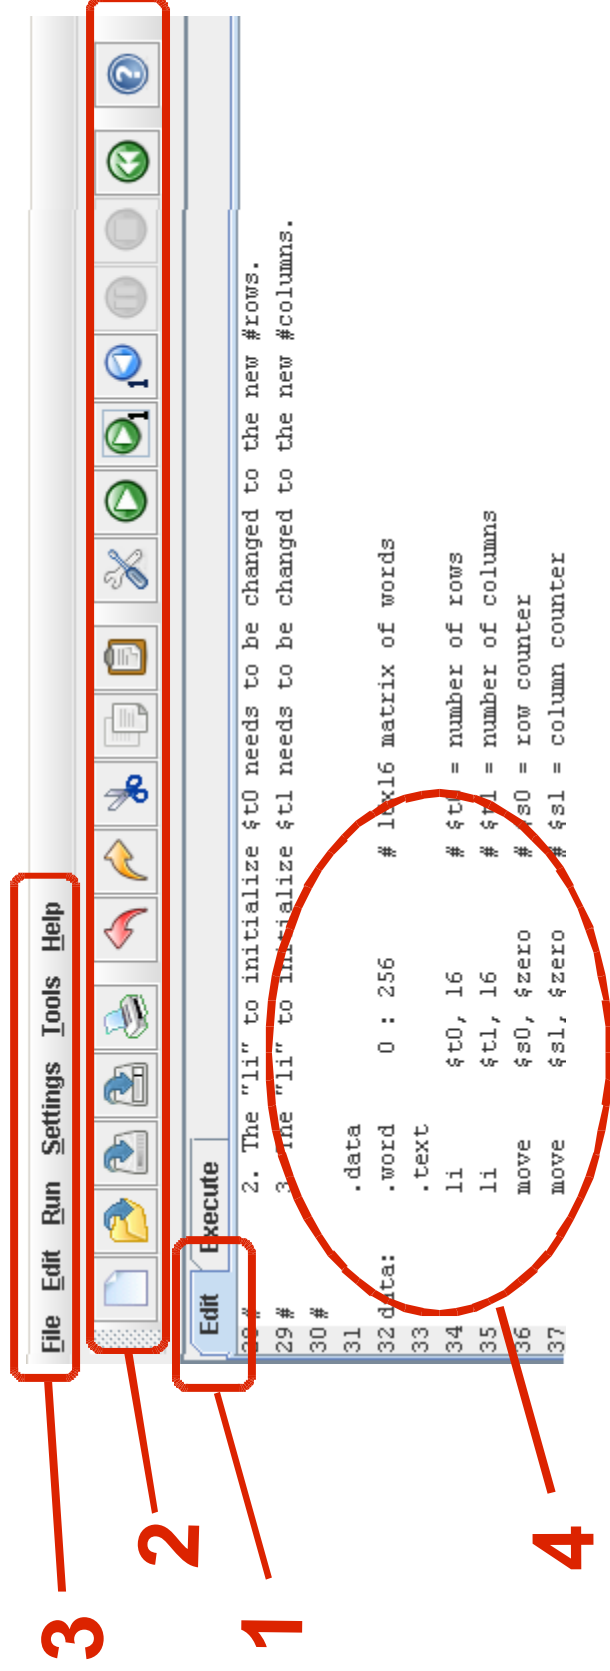 3
File Edit Run Settings Tools Help
2
1 1
1
Edit Execute
28# 2. The "li" to initialize $t0 needs to be changed to the new #rows.
29# 3. The "li" to initialize $t1 needs to be changed to the new #columns.
30#
31 .data
32 data: .word 0 : 256 # 16x16 matrix of words
33 .text
34 li $t0, 16 # $t0 = number of rows
35 li $t1, 16 # $t1 = number of columns
36 move $s0, $zero # $s0 = row counter
37 move $s1, $zero # $s1 = column counter
4